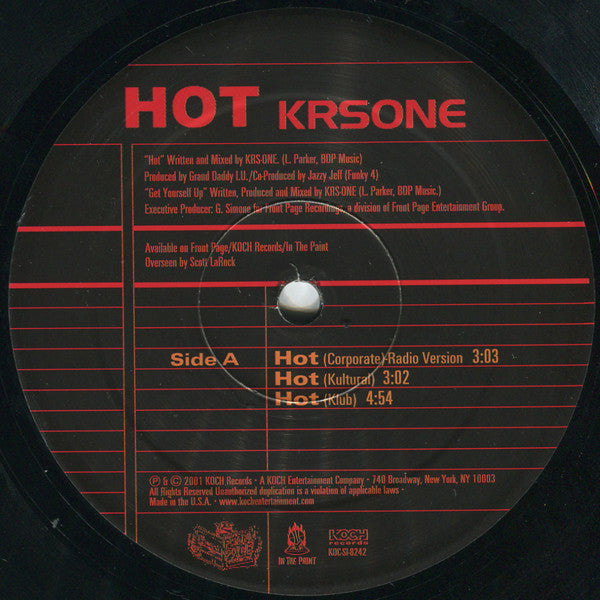 HOT KRSONE
"Hot" Written and Mixed by KRS-ONE. (L. Parker, BDP Music)
Produced by Grand Daddy I.U./Co-Produced by Jazzy Jeff (Funky 4)
"Get Yourself Up" Written, Produced and Mixed by KRS-ONE (L. Parker, BDP Music.)
Executive Producer: G. Simone for Front Page Recordings, a division of Front Page Entertainment Group.
Available on Front Page/KOCH Records/In The Paint
Overseen by Scott LaRock
Side A
Hot (Corporate) Radio Version 3:03
Hot (Kultural) 3:02
Hot (Klub) 4:54
℗ & © 2001 KOCH Records · A KOCH Entertainment Company · 740 Broadway, New York, NY 10003
All Rights Reserved Unauthorized duplication is a violation of applicable laws ·
Made in the U.S.A. · www.kochentertainment.com
IN THE PAINT
KOCH
records
KOC-SI-8242